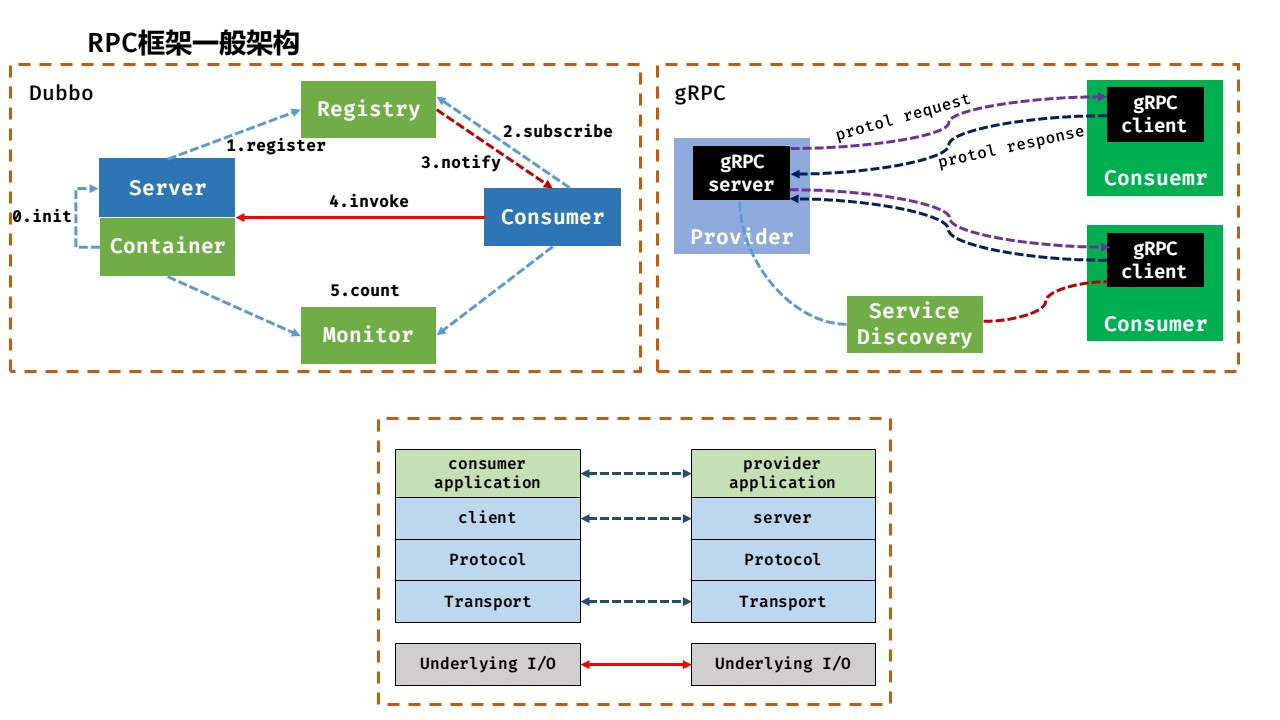 RPC框架一般架构
Dubbo
Registry
1.register
2.subscribe
3.notify
Server
0.init
Container
4.invoke
Consumer
5.count
Monitor
gRPC
protol request
protol response
gRPC
client
Consuemr
gRPC
server
Provider
gRPC
client
Consumer
Service
Discovery
consumer
application
provider
application
client
server
Protocol
Protocol
Transport
Transport
Underlying I/O
Underlying I/O